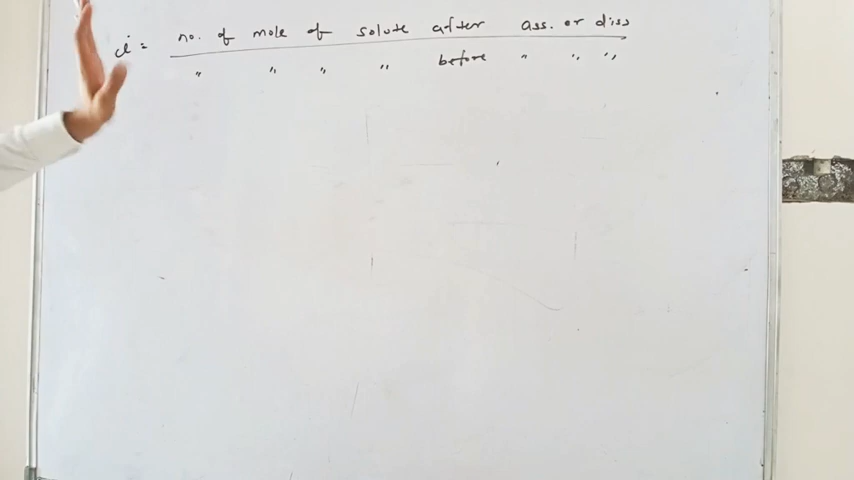 i = no. of mole of solute after ass. or diss
" " " " before " " "